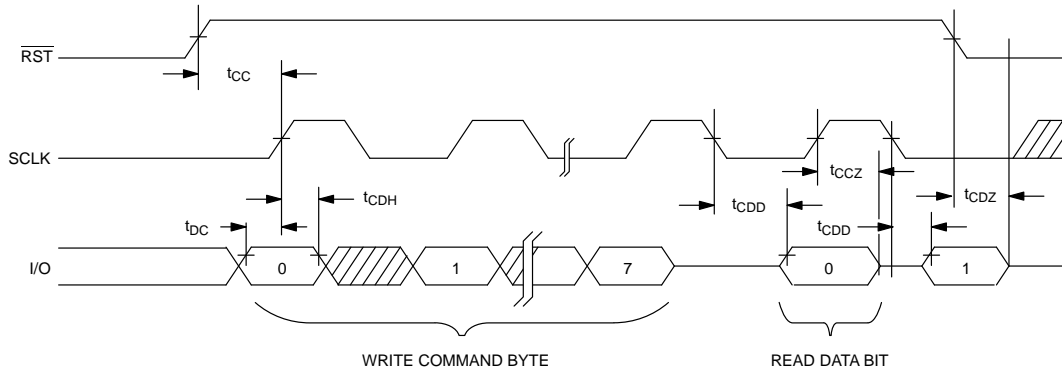 RST
tCC
SCLK
tCCZ
tCDH
tCDD
tCDZ
tDC
tCDD
I/O
0
1
7
0
1
WRITE COMMAND BYTE
READ DATA BIT